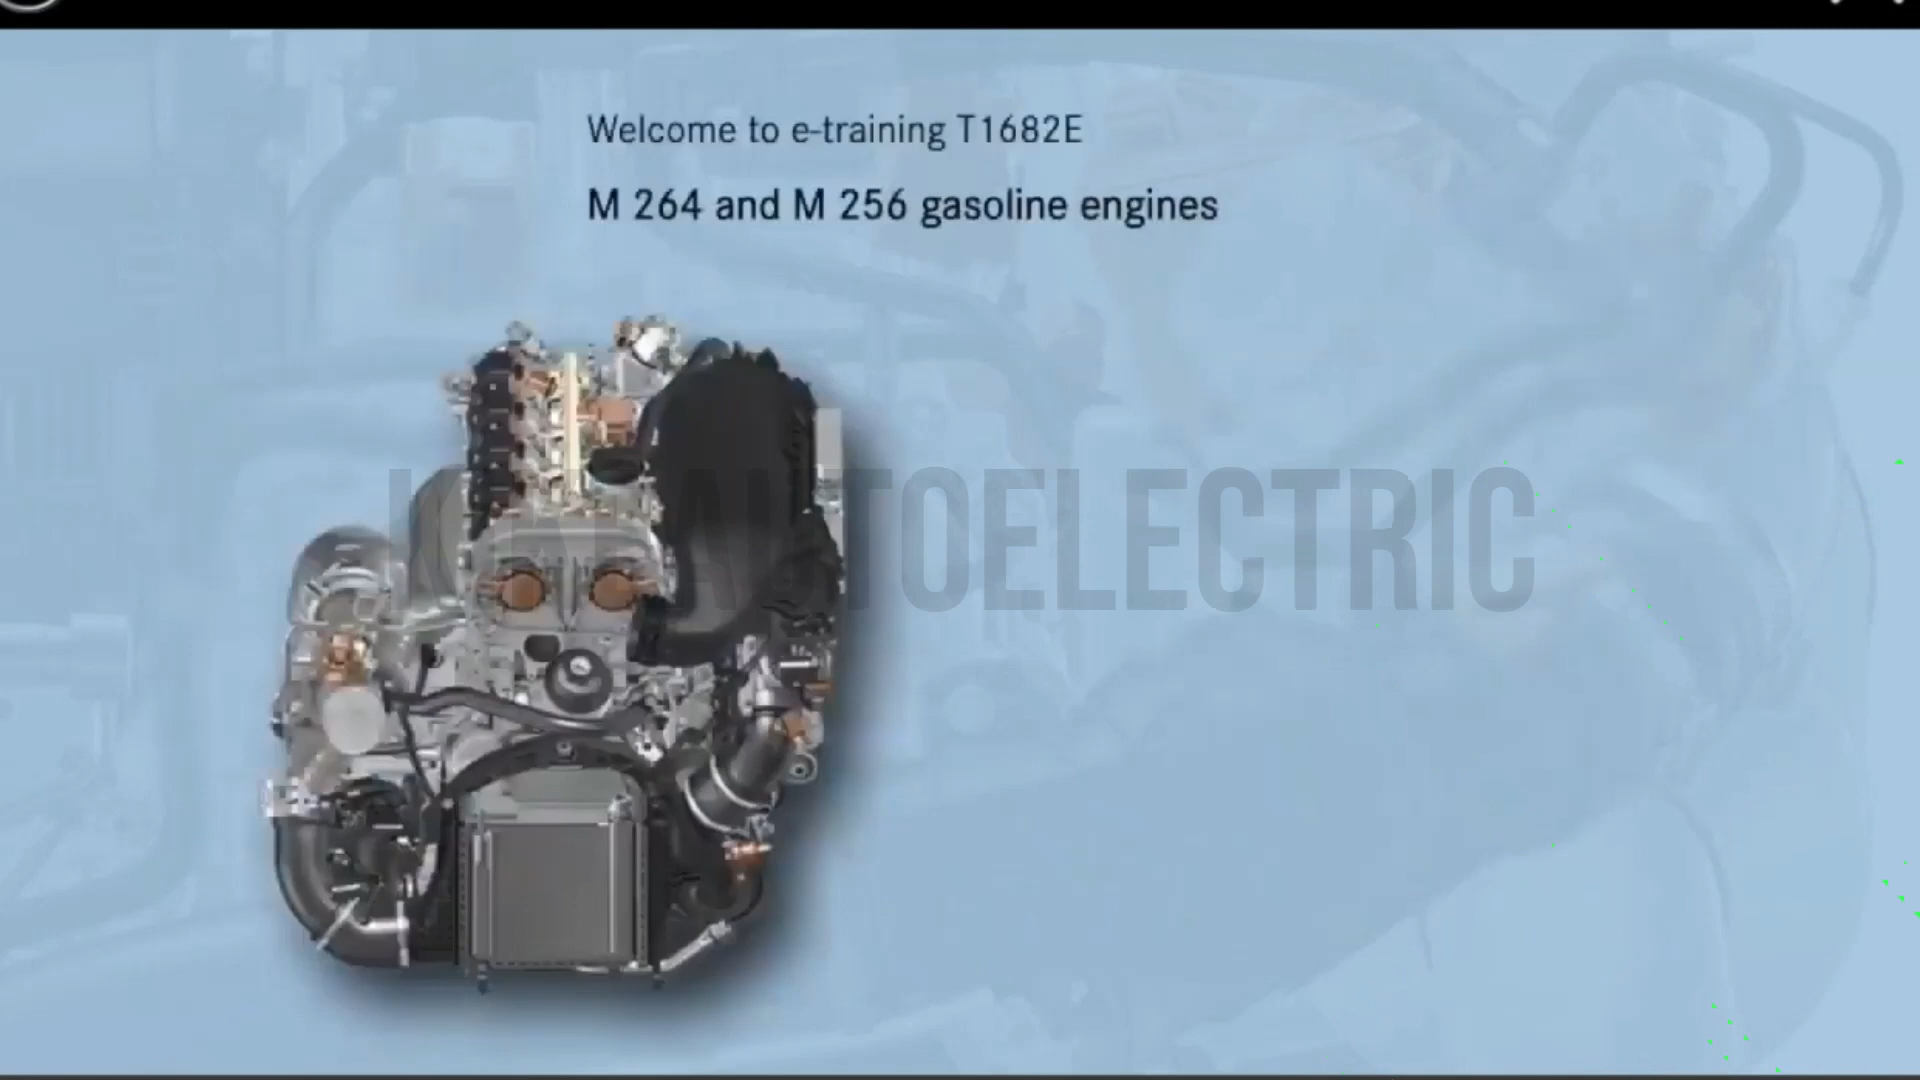 Welcome to e-training T1682E
M 264 and M 256 gasoline engines